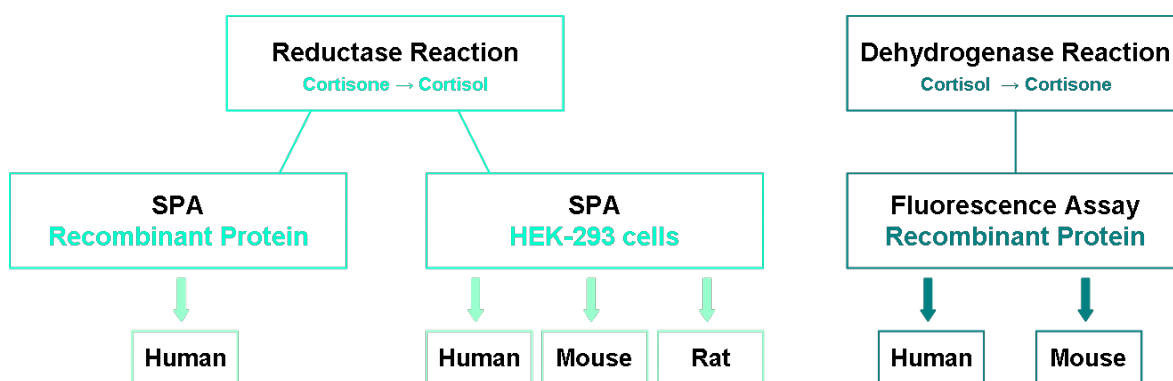 Reductase Reaction
Cortisone → Cortisol
Dehydrogenase Reaction
Cortisol → Cortisone
SPA
Recombinant Protein
SPA
HEK-293 cells
Fluorescence Assay
Recombinant Protein
Human
Human
Mouse
Rat
Human
Mouse